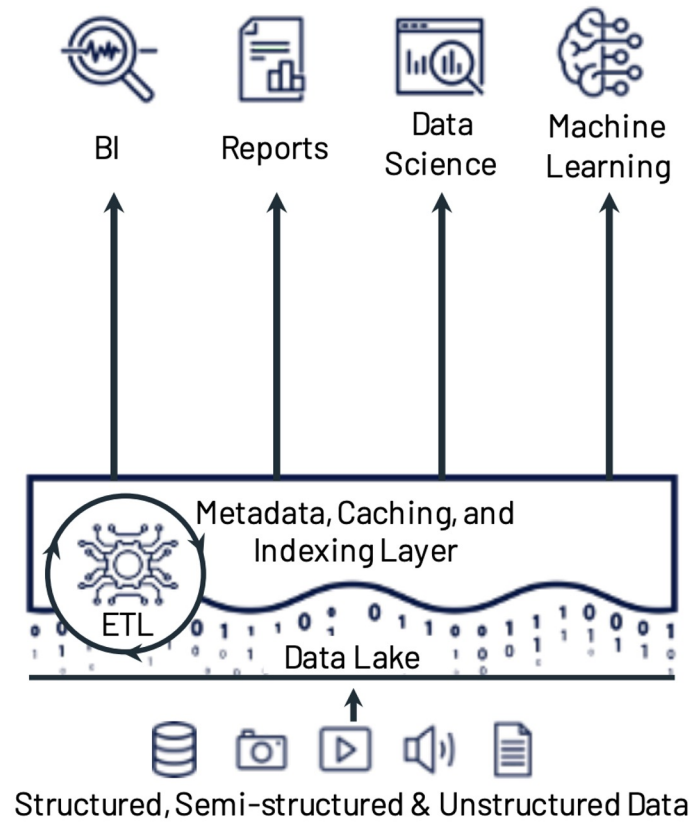 BI
Reports
Data
Science
Machine
Learning
Metadata, Caching, and
Indexing Layer
ETL
Data Lake
Structured, Semi-structured & Unstructured Data